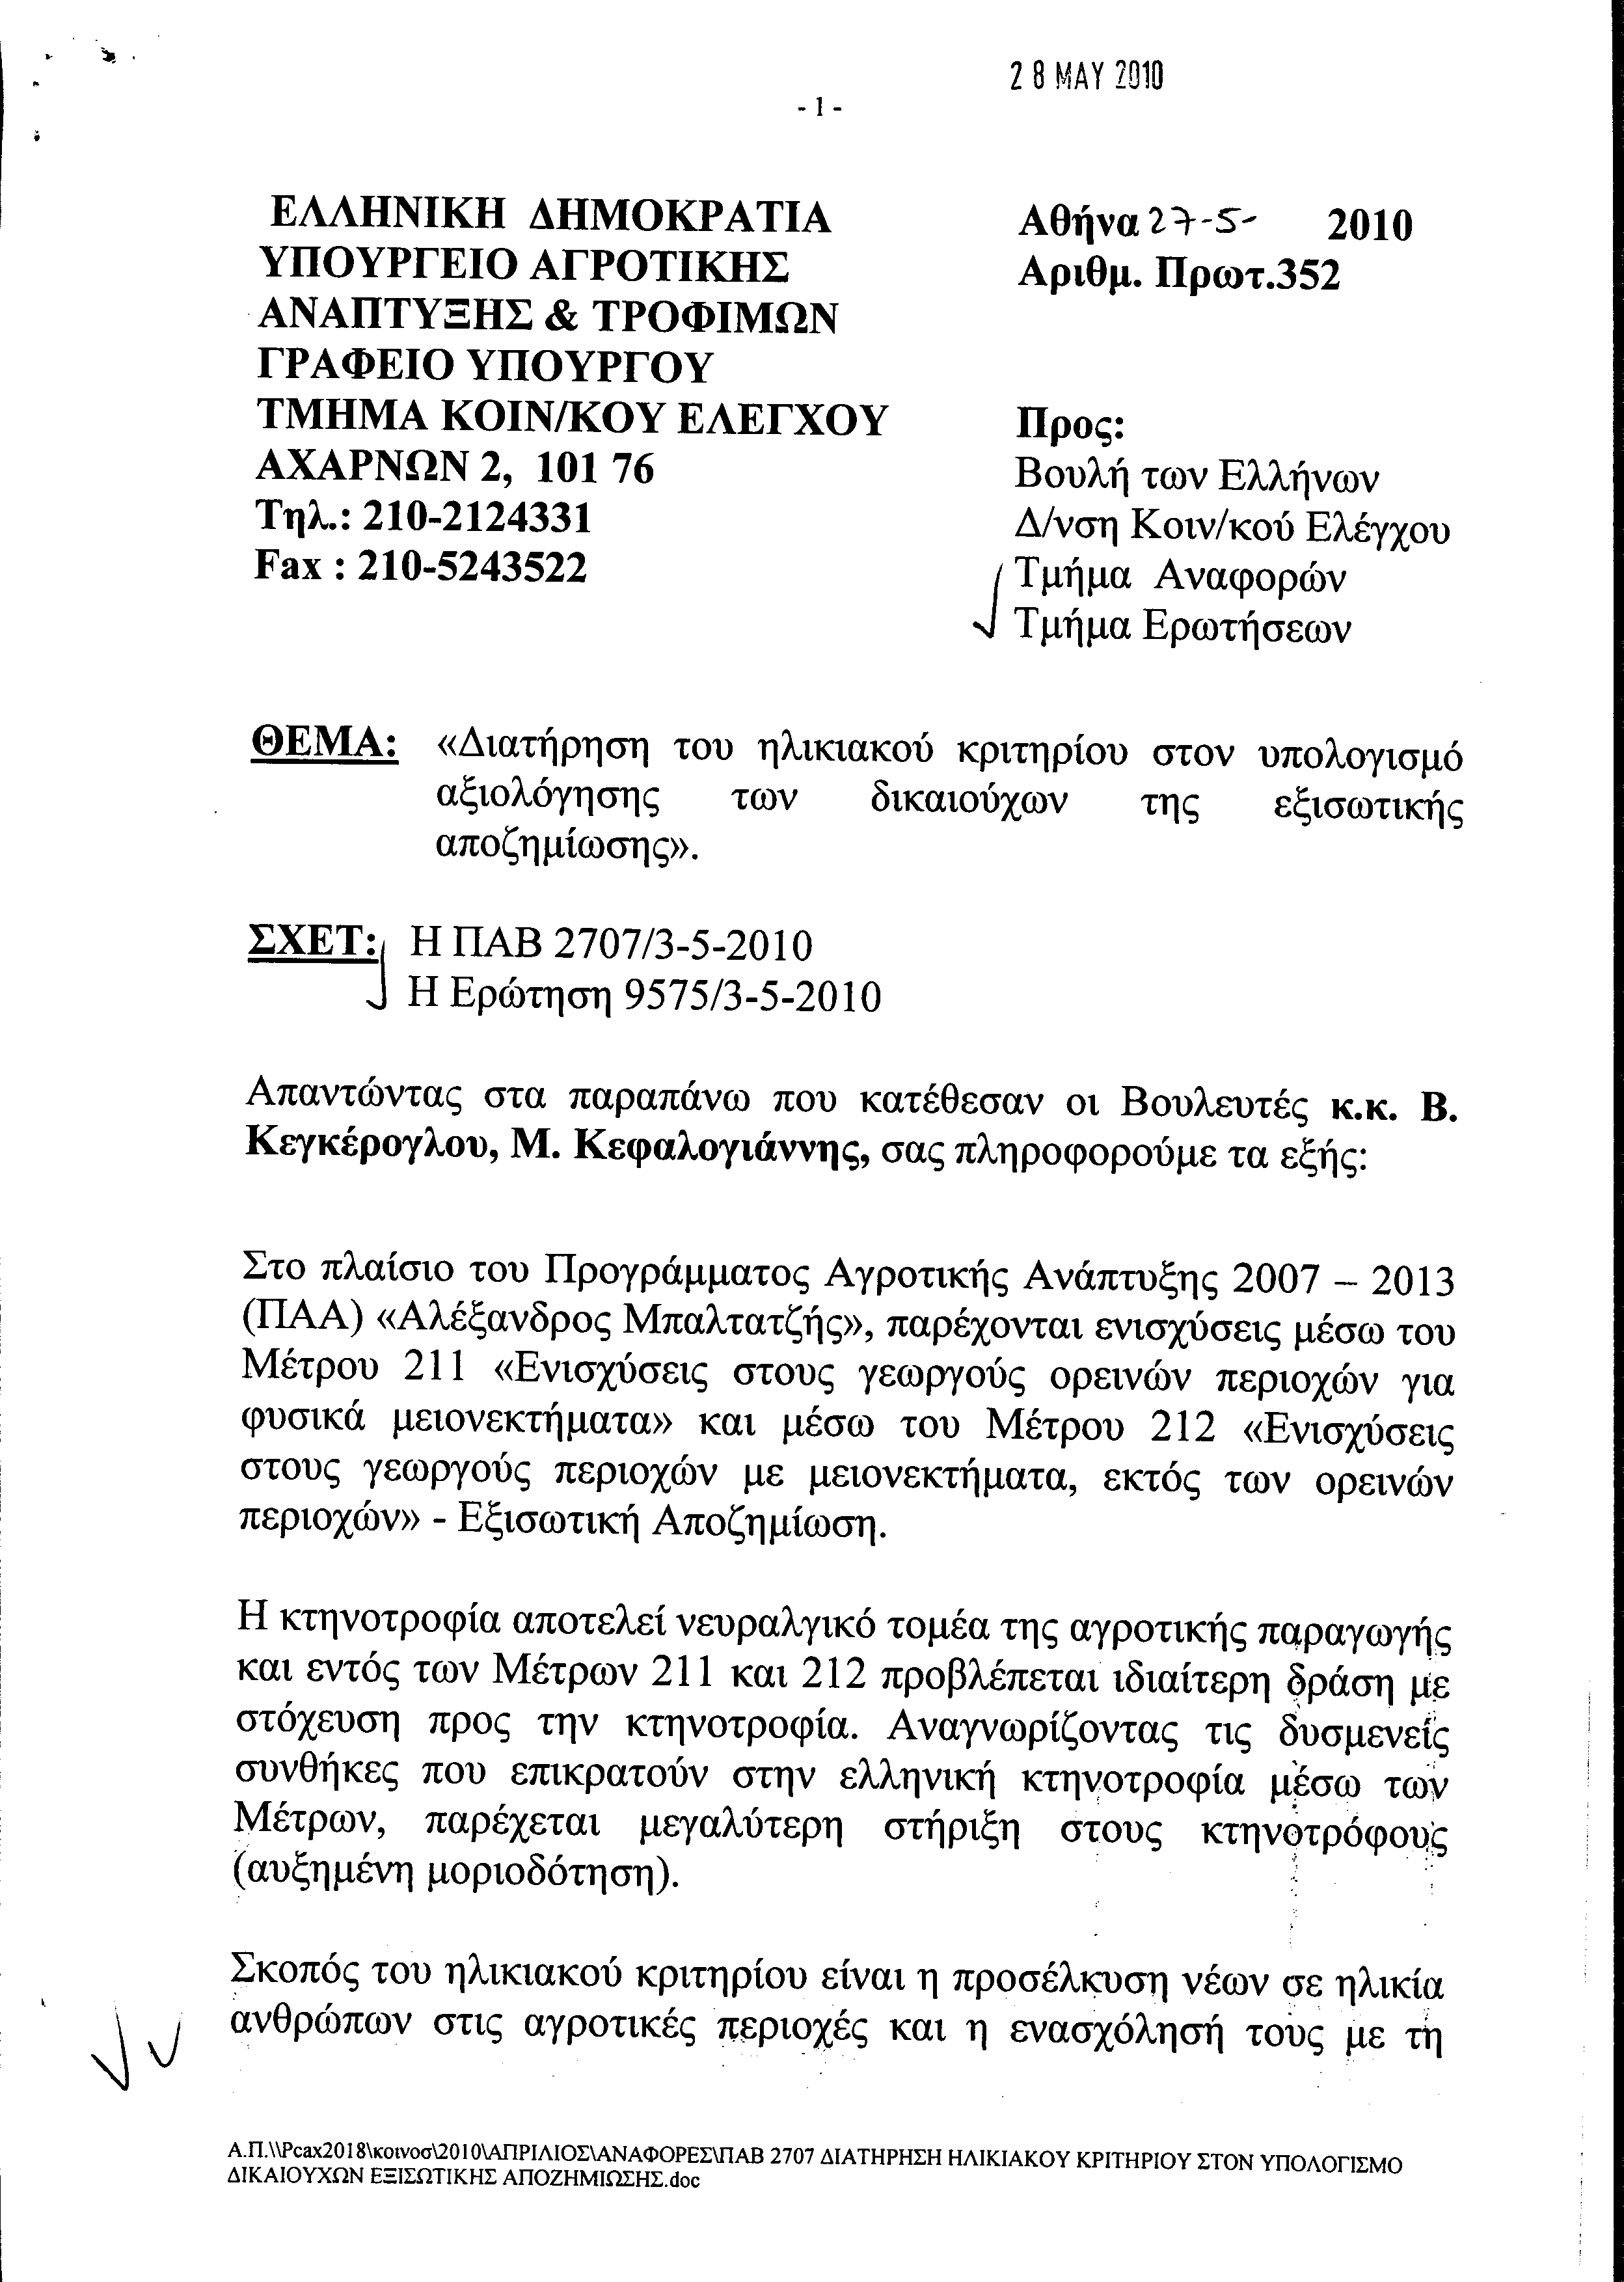 2 8 MAY 2010
- 1 -
ΕΛΛΗΝΙΚΗ ΔΗΜΟΚΡΑΤΙΑ
ΥΠΟΥΡΓΕΙΟ ΑΓΡΟΤΙΚΗΣ
ΑΝΑΠΤΥΞΗΣ & ΤΡΟΦΙΜΩΝ
ΓΡΑΦΕΙΟ ΥΠΟΥΡΓΟΥ
ΤΜΗΜΑ ΚΟΙΝ/ΚΟΥ ΕΛΕΓΧΟΥ
ΑΧΑΡΝΩΝ 2, 101 76
Τηλ.: 210-2124331
Fax : 210-5243522
Αθήνα 27-5- 2010
Αριθμ. Πρωτ.352
Προς:
Βουλή των Ελλήνων
Δ/νση Κοιν/κού Ελέγχου
Τμήμα Αναφορών
Τμήμα Ερωτήσεων
ΘΕΜΑ: «Διατήρηση του ηλικιακού κριτηρίου στον υπολογισμό
αξιολόγησης των δικαιούχων της εξισωτικής
αποζημίωσης».
ΣΧΕΤ: Η ΠΑΒ 2707/3-5-2010
Η Ερώτηση 9575/3-5-2010
Απαντώντας στα παραπάνω που κατέθεσαν οι Βουλευτές κ.κ. Β.
Κεγκέρογλου, Μ. Κεφαλογιάννης, σας πληροφορούμε τα εξής:
Στο πλαίσιο του Προγράμματος Αγροτικής Ανάπτυξης 2007 – 2013
(ΠΑΑ) «Αλέξανδρος Μπαλτατζής», παρέχονται ενισχύσεις μέσω του
Μέτρου 211 «Ενισχύσεις στους γεωργούς ορεινών περιοχών για
φυσικά μειονεκτήματα» και μέσω του Μέτρου 212 «Ενισχύσεις
στους γεωργούς περιοχών με μειονεκτήματα, εκτός των ορεινών
περιοχών» - Εξισωτική Αποζημίωση.
Η κτηνοτροφία αποτελεί νευραλγικό τομέα της αγροτικής παραγωγής
και εντός των Μέτρων 211 και 212 προβλέπεται ιδιαίτερη δράση με
στόχευση προς την κτηνοτροφία. Αναγνωρίζοντας τις δυσμενείς
συνθήκες που επικρατούν στην ελληνική κτηνοτροφία μέσω των
Μέτρων, παρέχεται μεγαλύτερη στήριξη στους κτηνοτρόφους
(αυξημένη μοριοδότηση).
Σκοπός του ηλικιακού κριτηρίου είναι η προσέλκυση νέων σε ηλικία
ανθρώπων στις αγροτικές περιοχές και η ενασχόλησή τους με τη
Α.Π.\\Pcax2018\κοινοσ\2010\ΑΠΡΙΛΙΟΣ\ΑΝΑΦΟΡΕΣ\ΠΑΒ 2707 ΔΙΑΤΗΡΗΣΗ ΗΛΙΚΙΑΚΟΥ ΚΡΙΤΗΡΙΟΥ ΣΤΟΝ ΥΠΟΛΟΓΙΣΜΟ
ΔΙΚΑΙΟΥΧΩΝ ΕΞΙΣΩΤΙΚΗΣ ΑΠΟΖΗΜΙΩΣΗΣ.doc